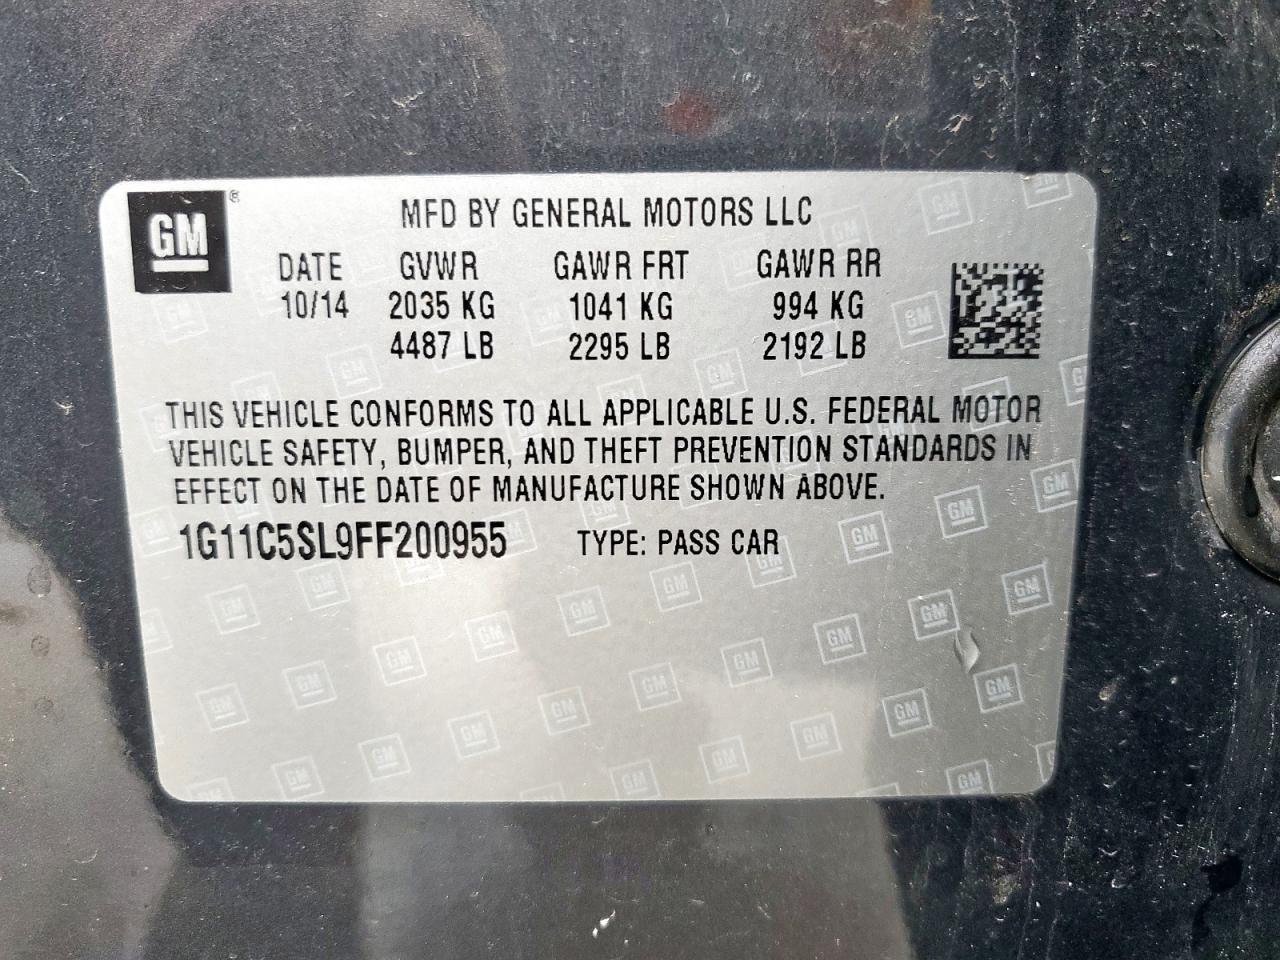 GM ®
MFD BY GENERAL MOTORS LLC
DATE GVWR GAWR FRT GAWR RR
10/14 2035 KG 1041 KG 994 KG
4487 LB 2295 LB 2192 LB
THIS VEHICLE CONFORMS TO ALL APPLICABLE U.S. FEDERAL MOTOR
VEHICLE SAFETY, BUMPER, AND THEFT PREVENTION STANDARDS IN
EFFECT ON THE DATE OF MANUFACTURE SHOWN ABOVE.
1G11C5SL9FF200955 TYPE: PASS CAR